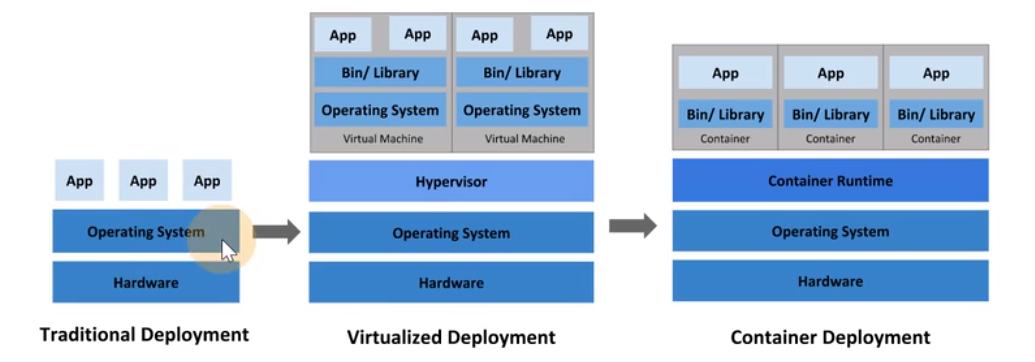 App App App
Operating System
Hardware
Traditional Deployment
App App App App
Bin/ Library Bin/ Library
Operating System Operating System
Virtual Machine Virtual Machine
Hypervisor
Operating System
Hardware
Virtualized Deployment
App App App
Bin/ Library Bin/ Library Bin/ Library
Container Container Container
Container Runtime
Operating System
Hardware
Container Deployment